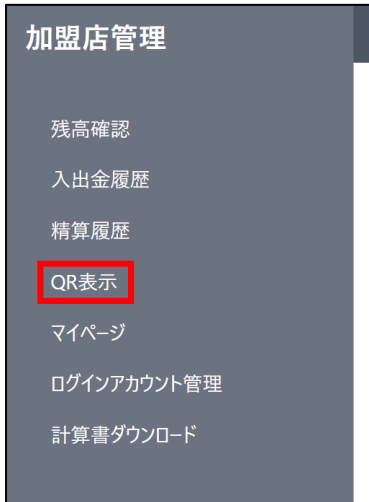 加盟店管理
残高確認
入出金履歴
精算履歴
QR表示
マイページ
ログインアカウント管理
計算書ダウンロード